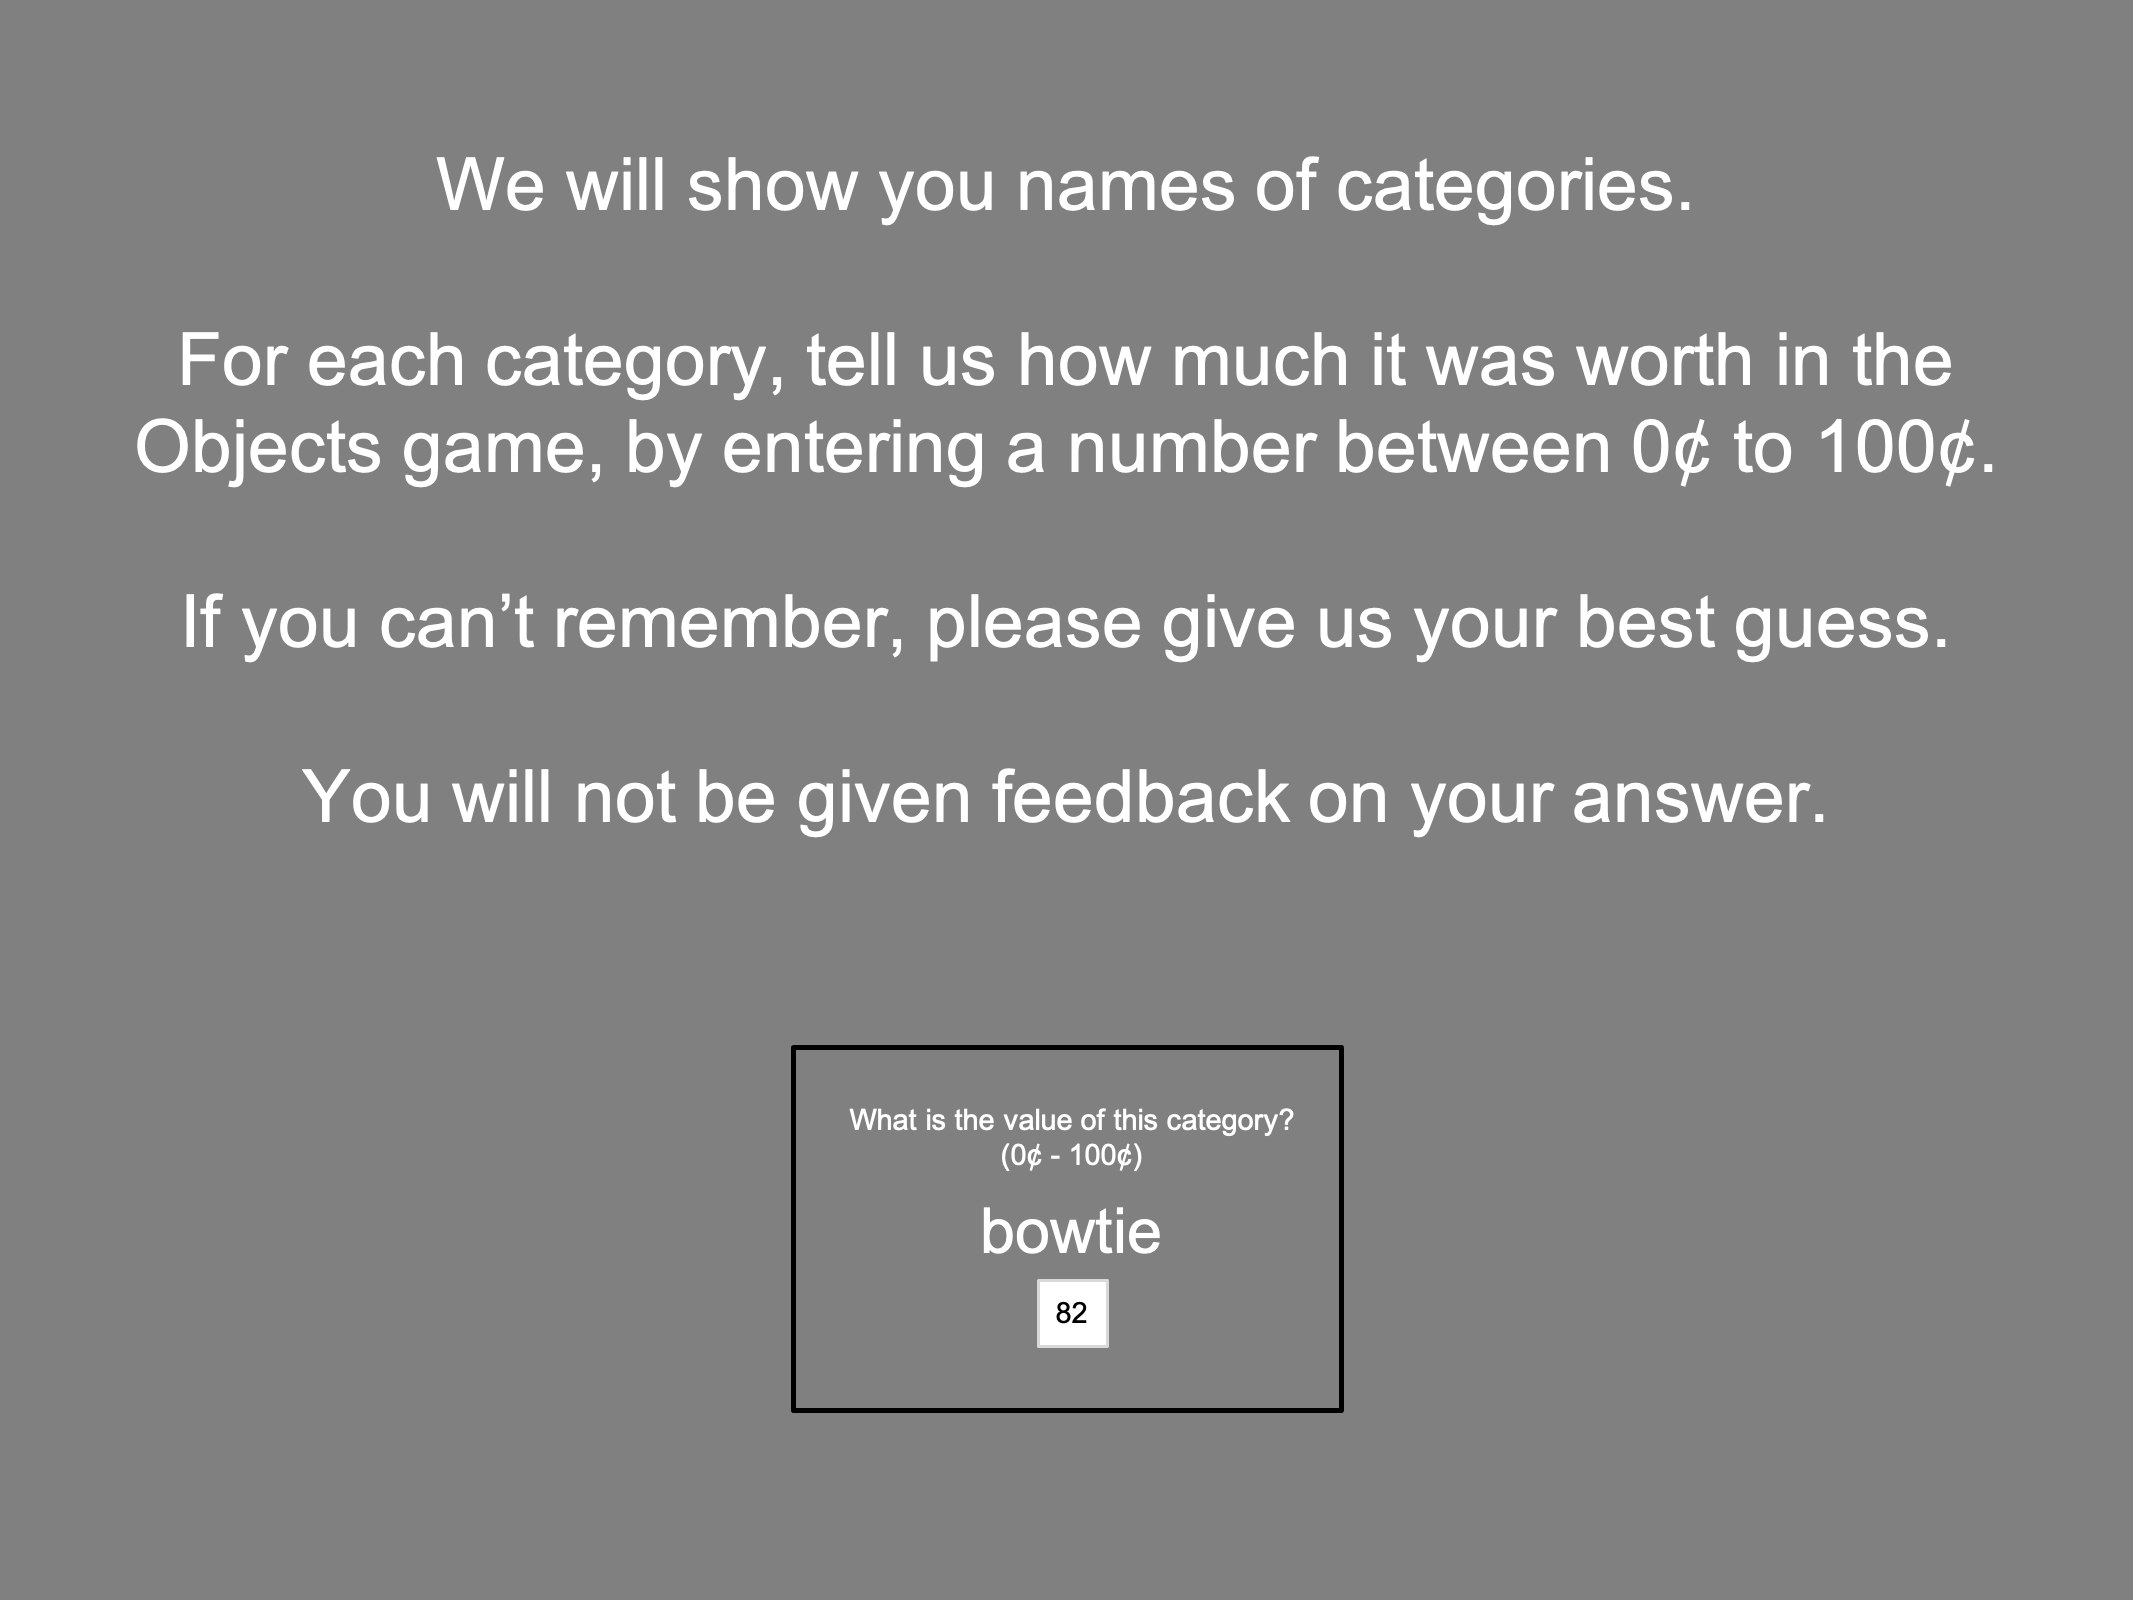 We will show you names of categories.
For each category, tell us how much it was worth in the
Objects game, by entering a number between 0¢ to 100¢.
If you can’t remember, please give us your best guess.
You will not be given feedback on your answer.
What is the value of this category?
(0¢ - 100¢)
bowtie
82